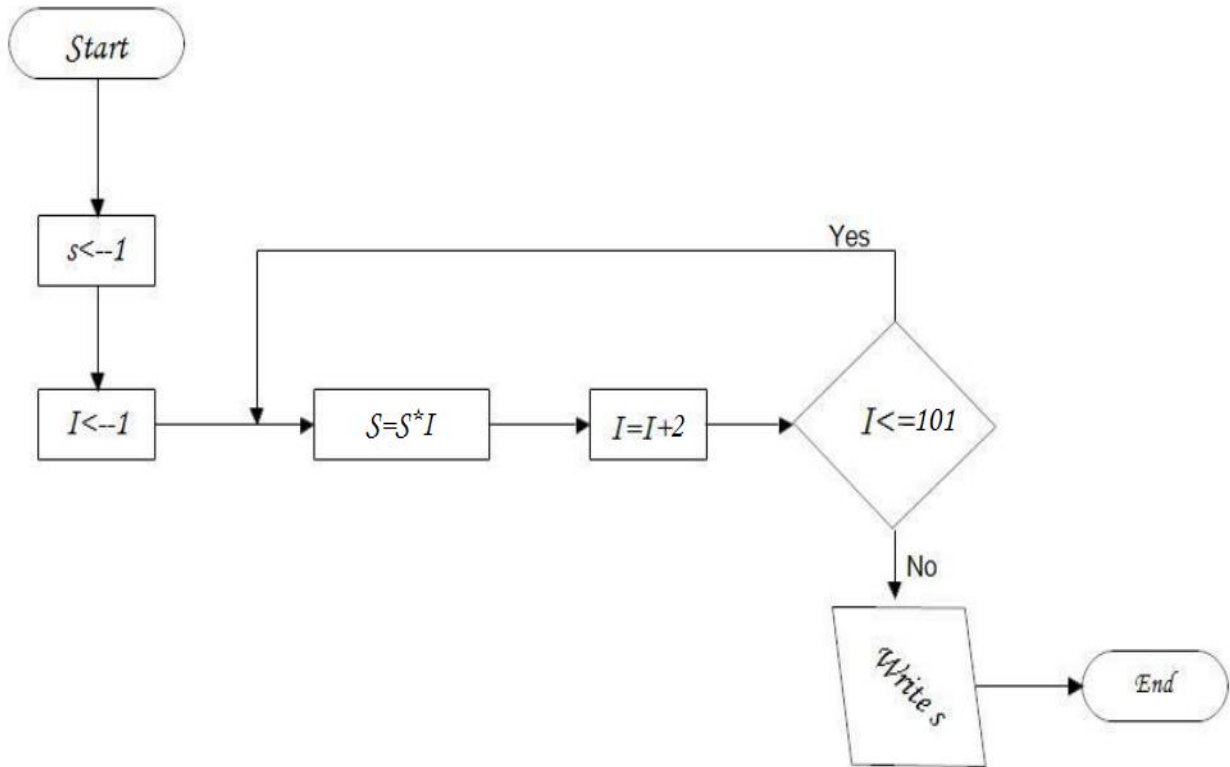 Start
s<--1
I<--1
S=S*I
I=I+2
I<=101
Yes
No
Write s
End